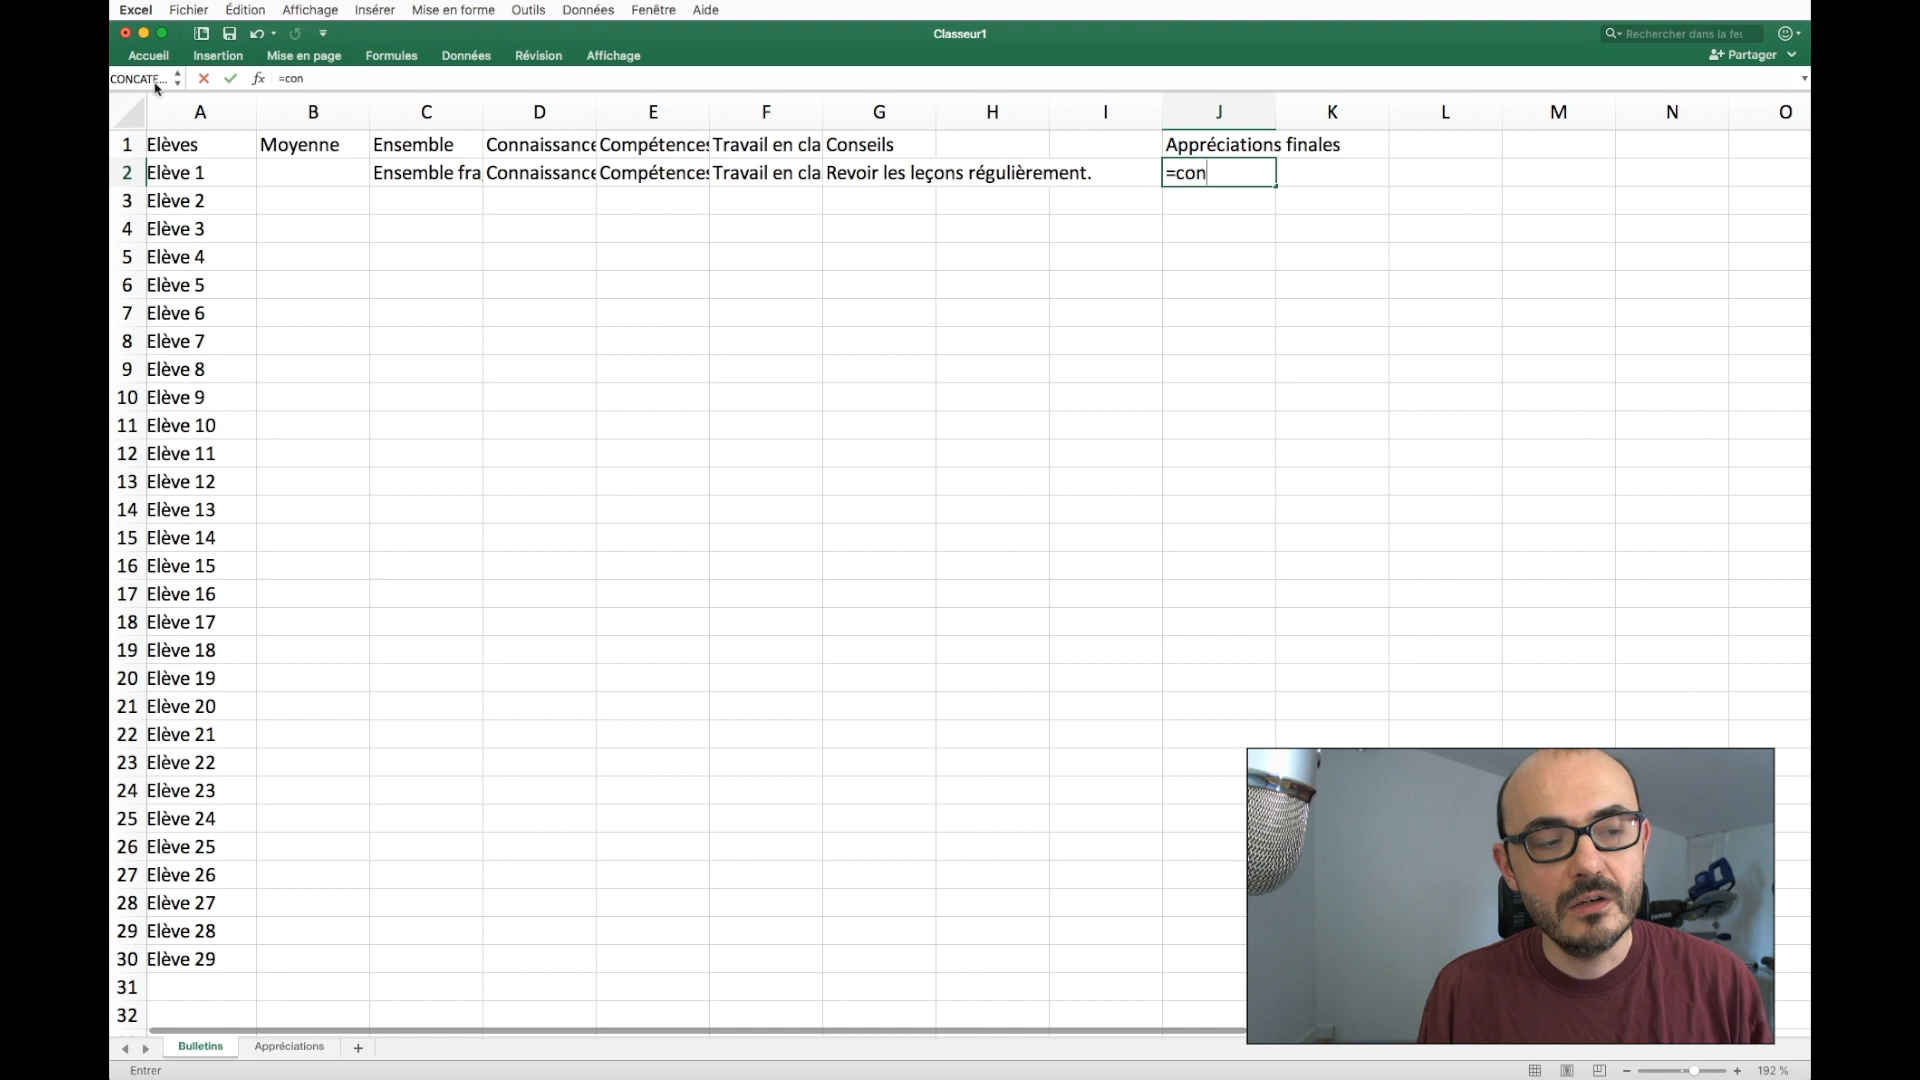 Excel Fichier Édition Affichage Insérer Mise en forme Outils Données Fenêtre Aide
Classeur1
Rechercher dans la feu
Accueil Insertion Mise en page Formules Données Révision Affichage
Partager
CONCATE... fx =con
A B C D E F G H I J K L M N O
1 Elèves Moyenne Ensemble Connaissance Compétences Travail en cla Conseils Appréciations finales
2 Elève 1 Ensemble fra Connaissance Compétences Travail en cla Revoir les leçons régulièrement. =con
3 Elève 2
4 Elève 3
5 Elève 4
6 Elève 5
7 Elève 6
8 Elève 7
9 Elève 8
10 Elève 9
11 Elève 10
12 Elève 11
13 Elève 12
14 Elève 13
15 Elève 14
16 Elève 15
17 Elève 16
18 Elève 17
19 Elève 18
20 Elève 19
21 Elève 20
22 Elève 21
23 Elève 22
24 Elève 23
25 Elève 24
26 Elève 25
27 Elève 26
28 Elève 27
29 Elève 28
30 Elève 29
31
32
Bulletins Appréciations +
Entrer
192 %